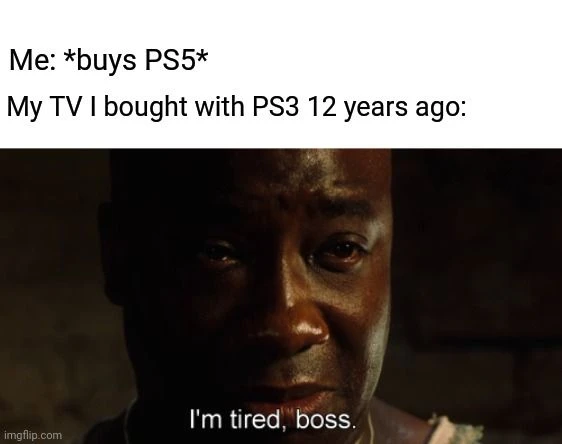 Me: *buys PS5*
My TV I bought with PS3 12 years ago:
I'm tired, boss.
imgflip.com